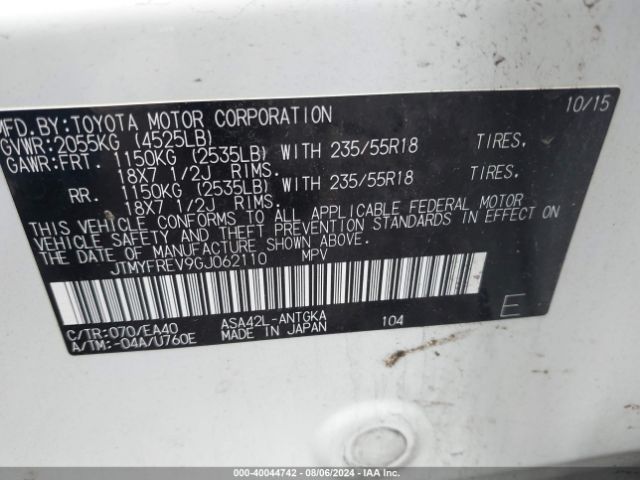 MFD.BY:TOYOTA MOTOR CORPORATION 10/15
GVWR:2055KG (4525LB)
GAWR:FRT. 1150KG (2535LB) WITH 235/55R18 TIRES.
18X7 1/2J RIMS.
RR. 1150KG (2535LB) WITH 235/55R18 TIRES.
18X7 1/2J RIMS.
THIS VEHICLE CONFORMS TO ALL APPLICABLE FEDERAL MOTOR
VEHICLE SAFETY AND THEFT PREVENTION STANDARDS IN EFFECT ON
THE DATE OF MANUFACTURE SHOWN ABOVE.
JTMYFREV9GJ062110 MPV
C/TR:070/EA40 ASA42L-ANTGKA 104 E
A/TM:-04A/U760E MADE IN JAPAN
000-40044742 - 08/06/2024 - IAAI.COM